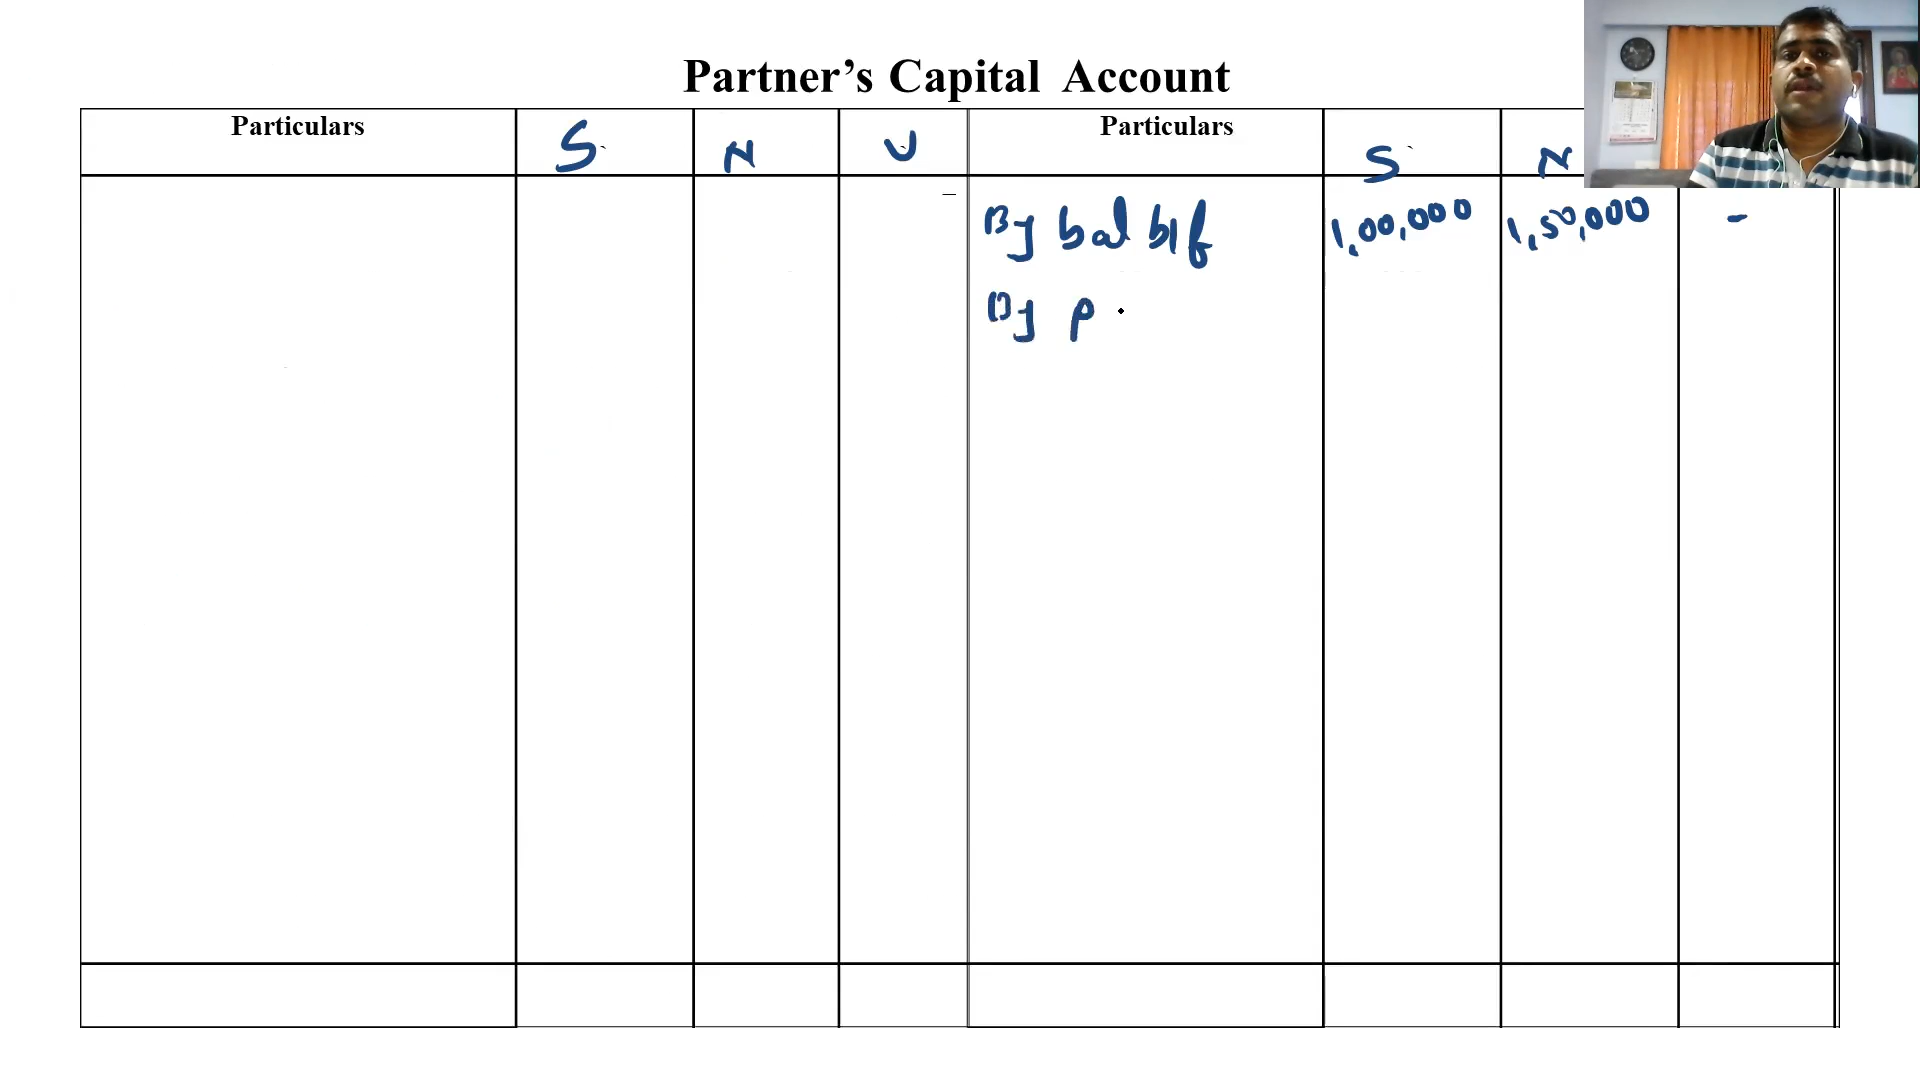 Partner's Capital Account
Particulars S N U Particulars S N
By bal b/f 1,00,000 1,50,000 -
By P